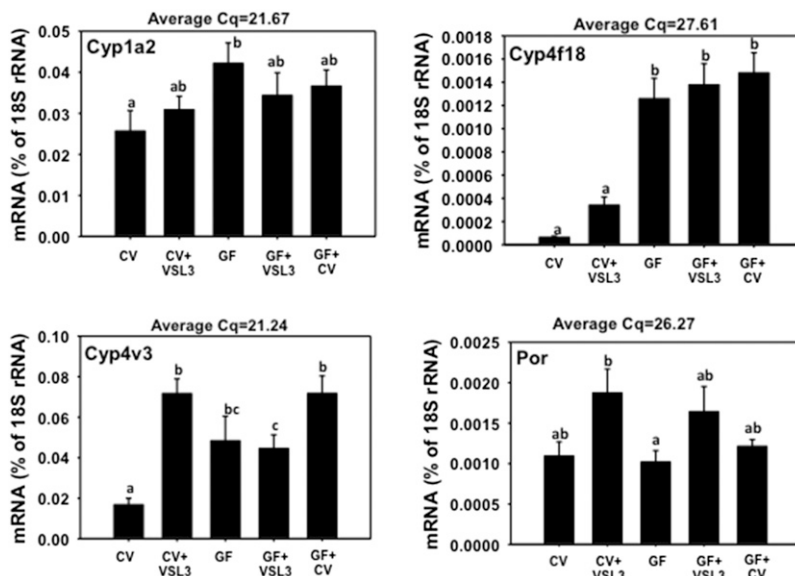 Average Cq=21.67
Cyp1a2
mRNA (% of 18S rRNA)
0.05
0.04
0.03
0.02
0.01
0.00
a
ab
b
ab
ab
CV
CV+
VSL3
GF
GF+
VSL3
GF+
CV
Average Cq=27.61
Cyp4f18
mRNA (% of 18S rRNA)
0.0018
0.0016
0.0014
0.0012
0.0010
0.0008
0.0006
0.0004
0.0002
0.0000
a
a
b
b
b
CV
CV+
VSL3
GF
GF+
VSL3
GF+
CV
Average Cq=21.24
Cyp4v3
mRNA (% of 18S rRNA)
0.10
0.08
0.06
0.04
0.02
0.00
a
b
bc
c
b
CV
CV+
VSL3
GF
GF+
VSL3
GF+
CV
Average Cq=26.27
Por
mRNA (% of 18S rRNA)
0.0025
0.0020
0.0015
0.0010
0.0005
0.0000
ab
b
a
ab
ab
CV
CV+
VSL3
GF
GF+
VSL3
GF+
CV